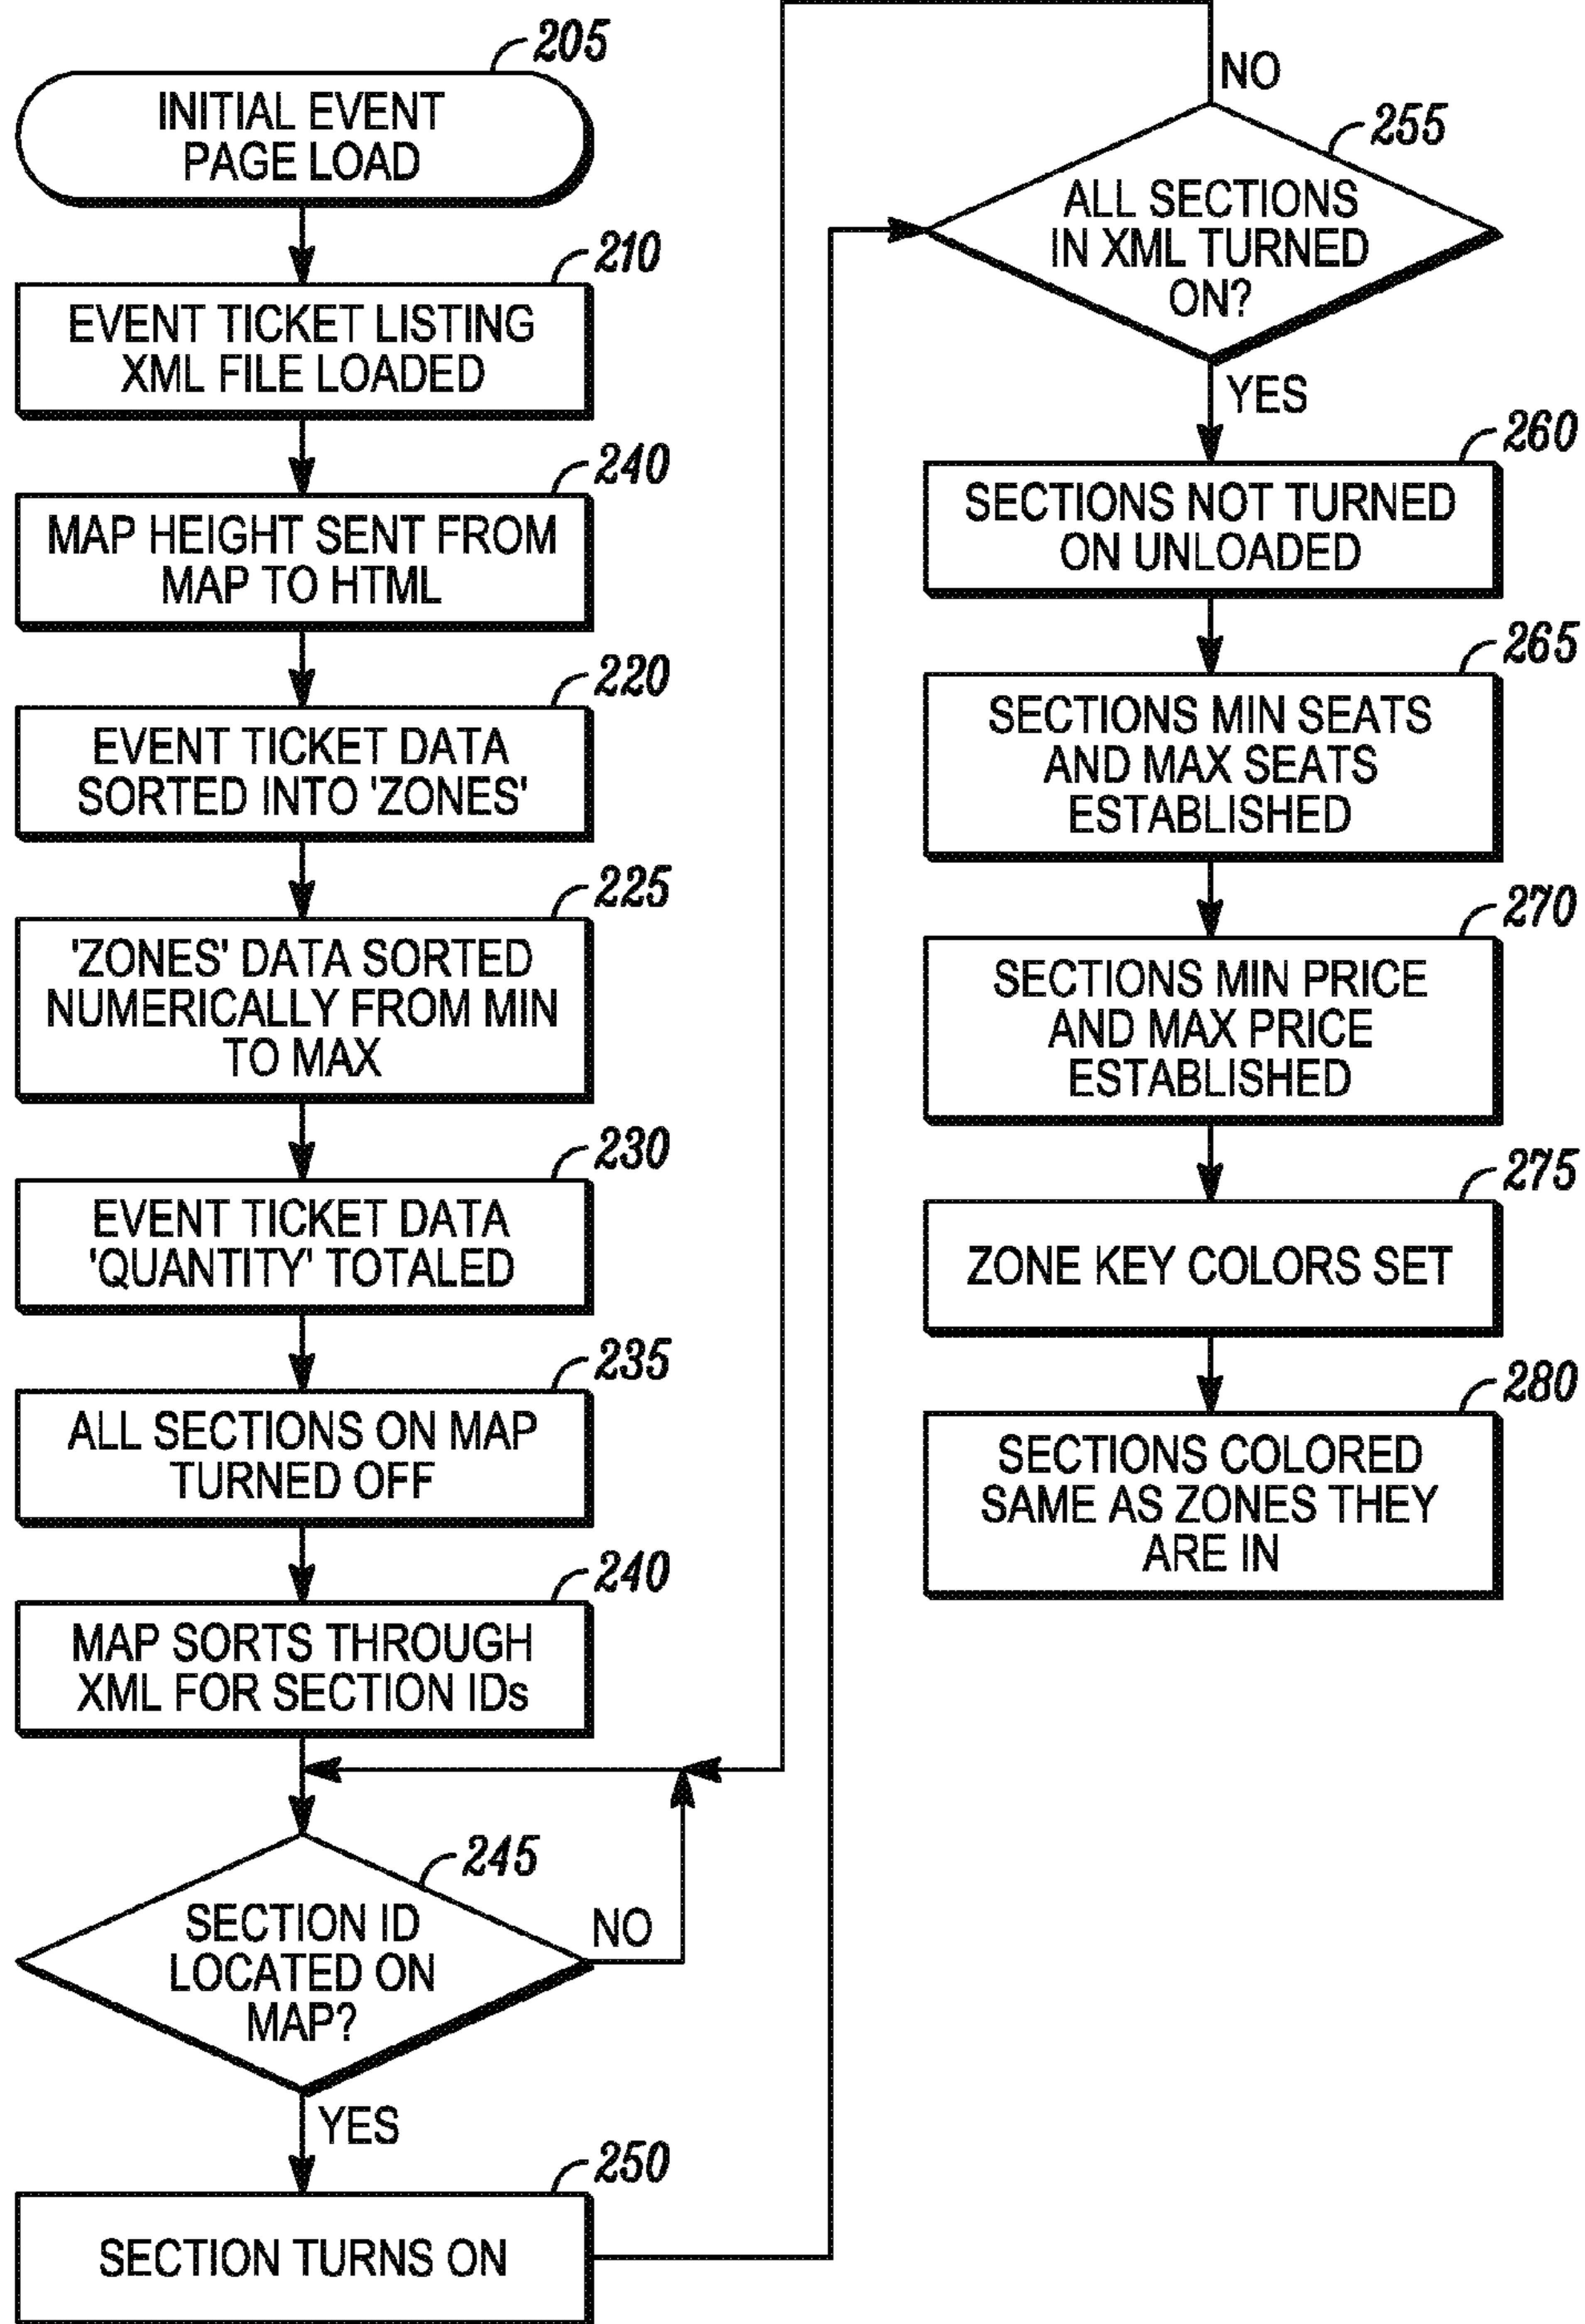 205
INITIAL EVENT
PAGE LOAD
210
EVENT TICKET LISTING
XML FILE LOADED
240
MAP HEIGHT SENT FROM
MAP TO HTML
220
EVENT TICKET DATA
SORTED INTO 'ZONES'
225
'ZONES' DATA SORTED
NUMERICALLY FROM MIN
TO MAX
230
EVENT TICKET DATA
'QUANTITY' TOTALED
235
ALL SECTIONS ON MAP
TURNED OFF
240
MAP SORTS THROUGH
XML FOR SECTION IDs
245
SECTION ID
LOCATED ON
MAP?
NO
YES
250
SECTION TURNS ON
NO
255
ALL SECTIONS
IN XML TURNED
ON?
YES
260
SECTIONS NOT TURNED
ON UNLOADED
265
SECTIONS MIN SEATS
AND MAX SEATS
ESTABLISHED
270
SECTIONS MIN PRICE
AND MAX PRICE
ESTABLISHED
275
ZONE KEY COLORS SET
280
SECTIONS COLORED
SAME AS ZONES THEY
ARE IN